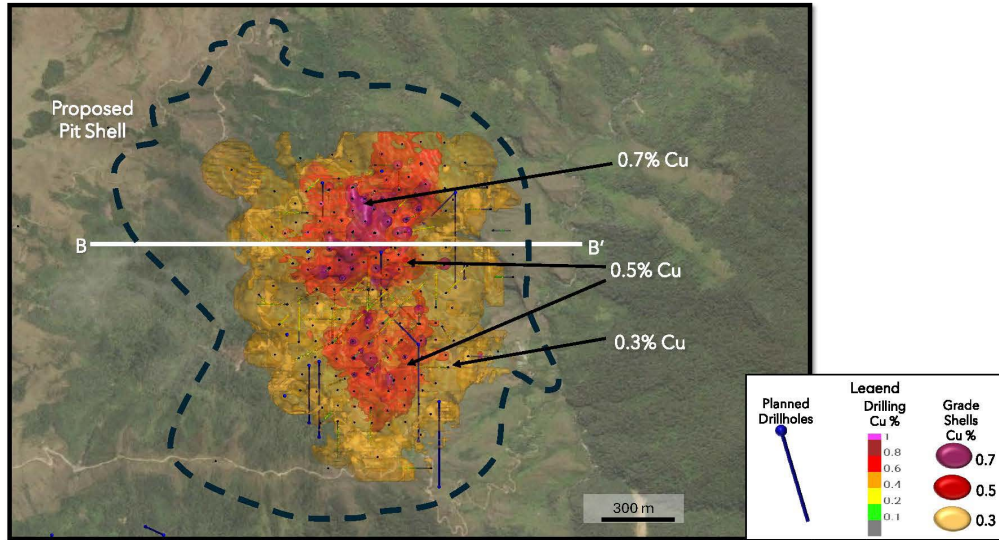 Proposed
Pit Shell
0.7% Cu
B
B′
0.5% Cu
0.3% Cu
300 m
Legend
Planned
Drillholes
Drilling
Cu %
1
0.8
0.6
0.4
0.2
0.1
Grade
Shells
Cu %
0.7
0.5
0.3